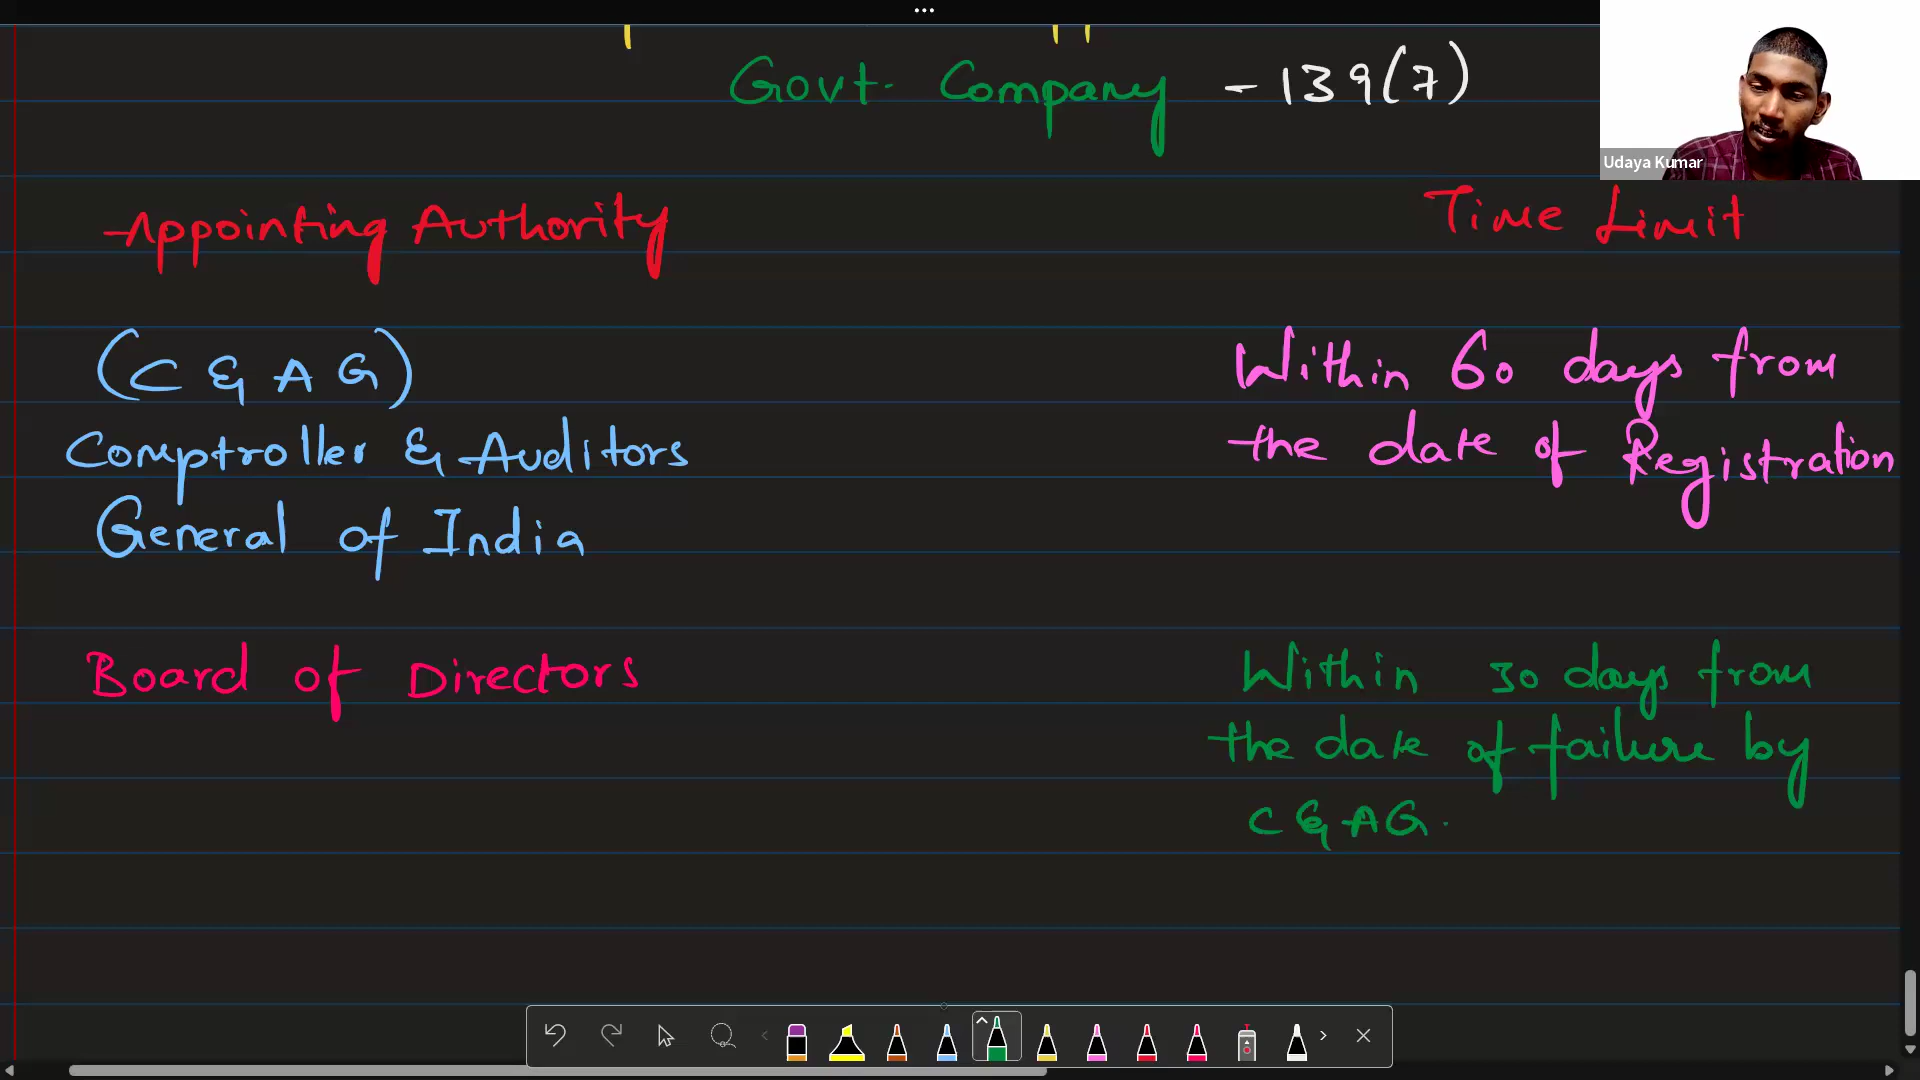 Govt. Company - 139(7)
Udaya Kumar
Appointing Authority
Time Limit
(C & A G)
Within 60 days from
Comptroller & Auditors
the date of Registration
General of India
Board of Directors
Within 30 days from
the date of failure by
C & A G.